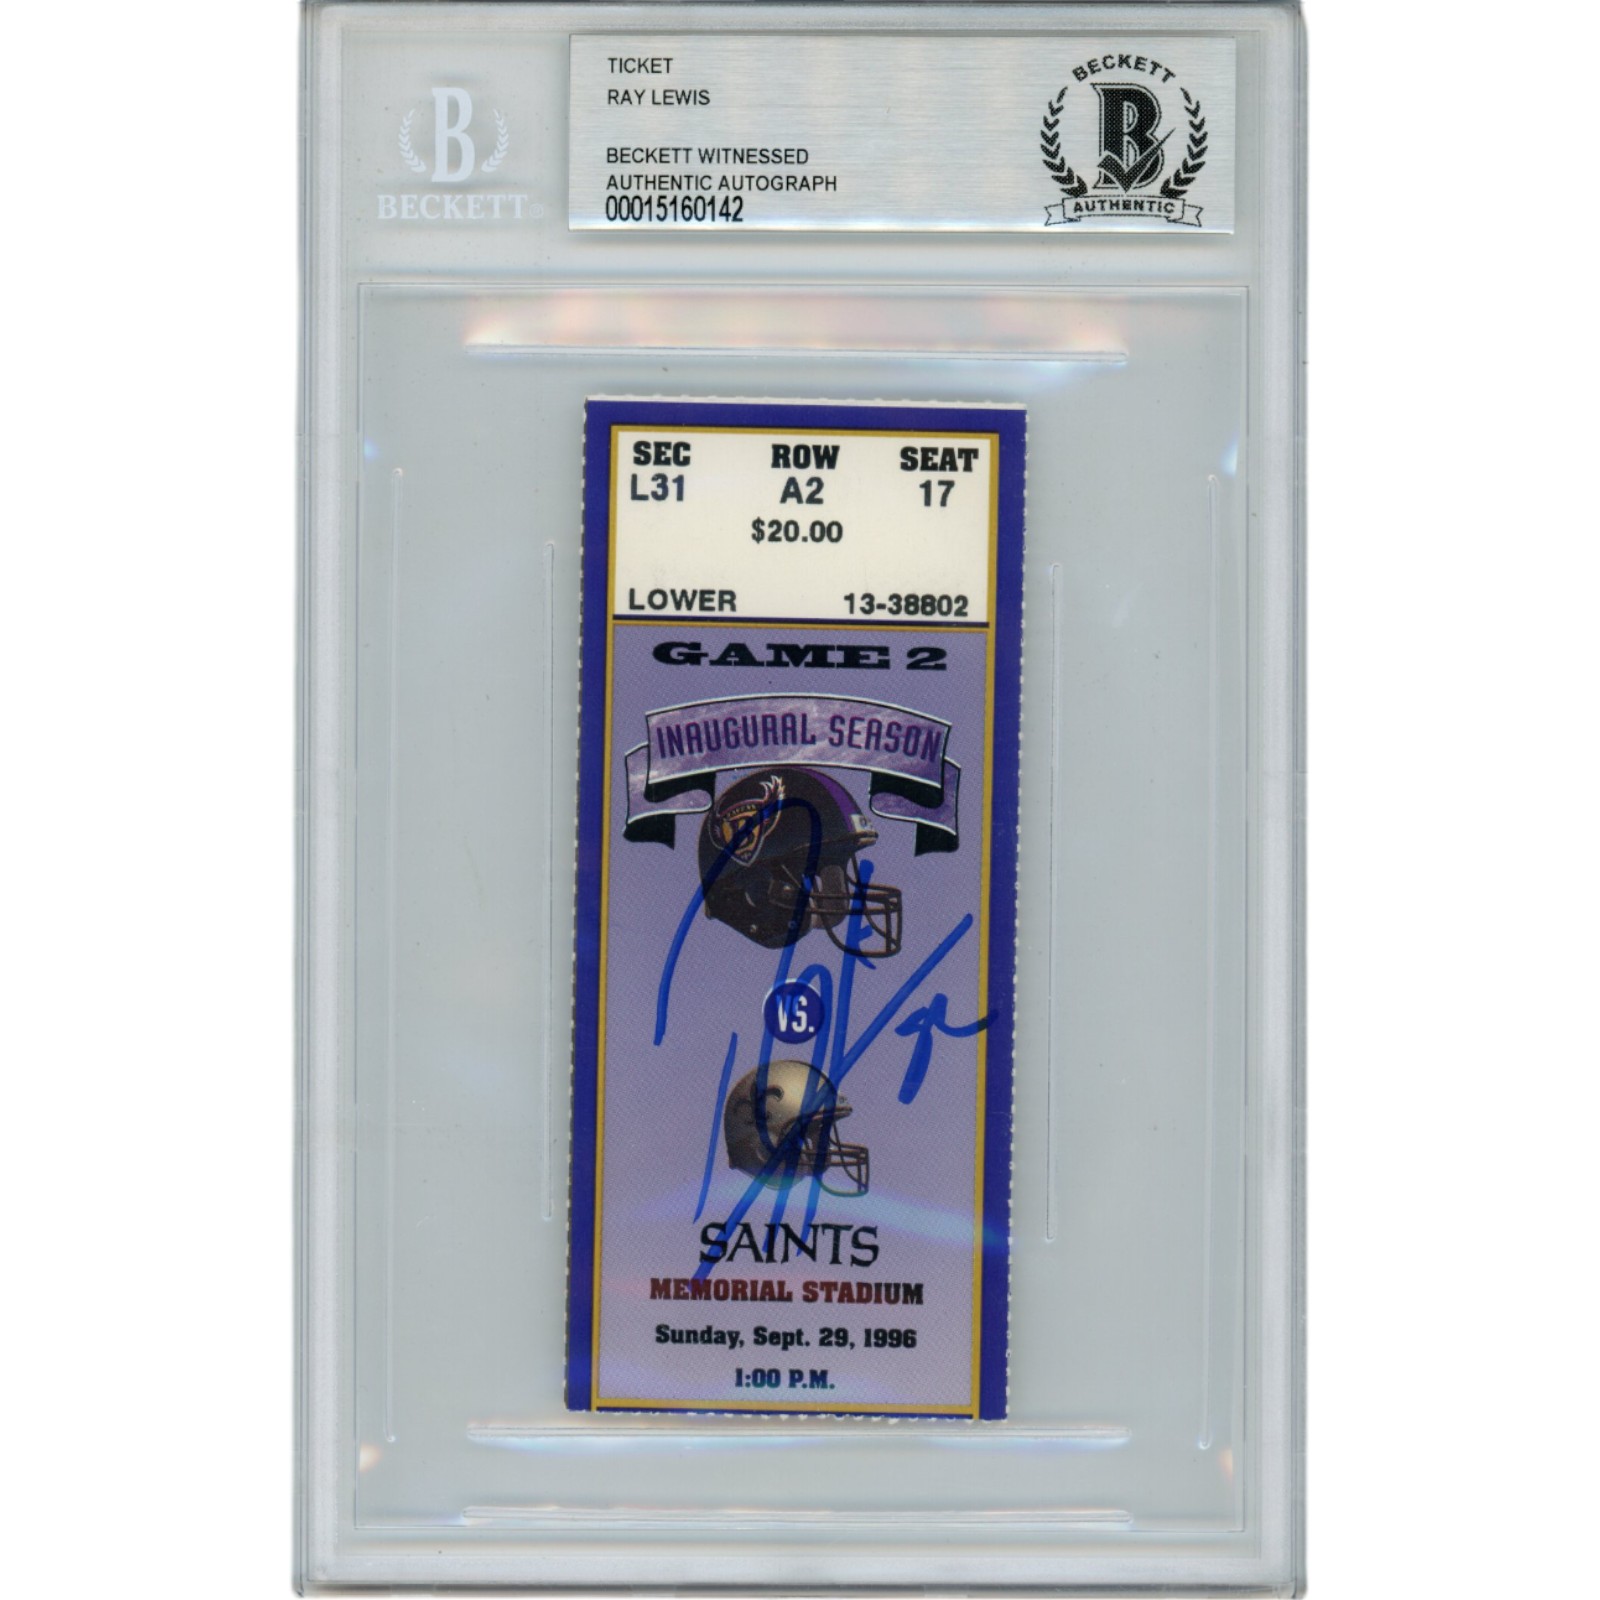 BECKETT
TICKET
RAY LEWIS
BECKETT WITNESSED
AUTHENTIC AUTOGRAPH
00015160142
BECKETT
B
AUTHENTIC
B
SEC ROW SEAT
L31 A2 17
$20.00
LOWER 13-38802
GAME 2
INAUGURAL SEASON
VS.
SAINTS
MEMORIAL STADIUM
Sunday, Sept. 29, 1996
1:00 P.M.